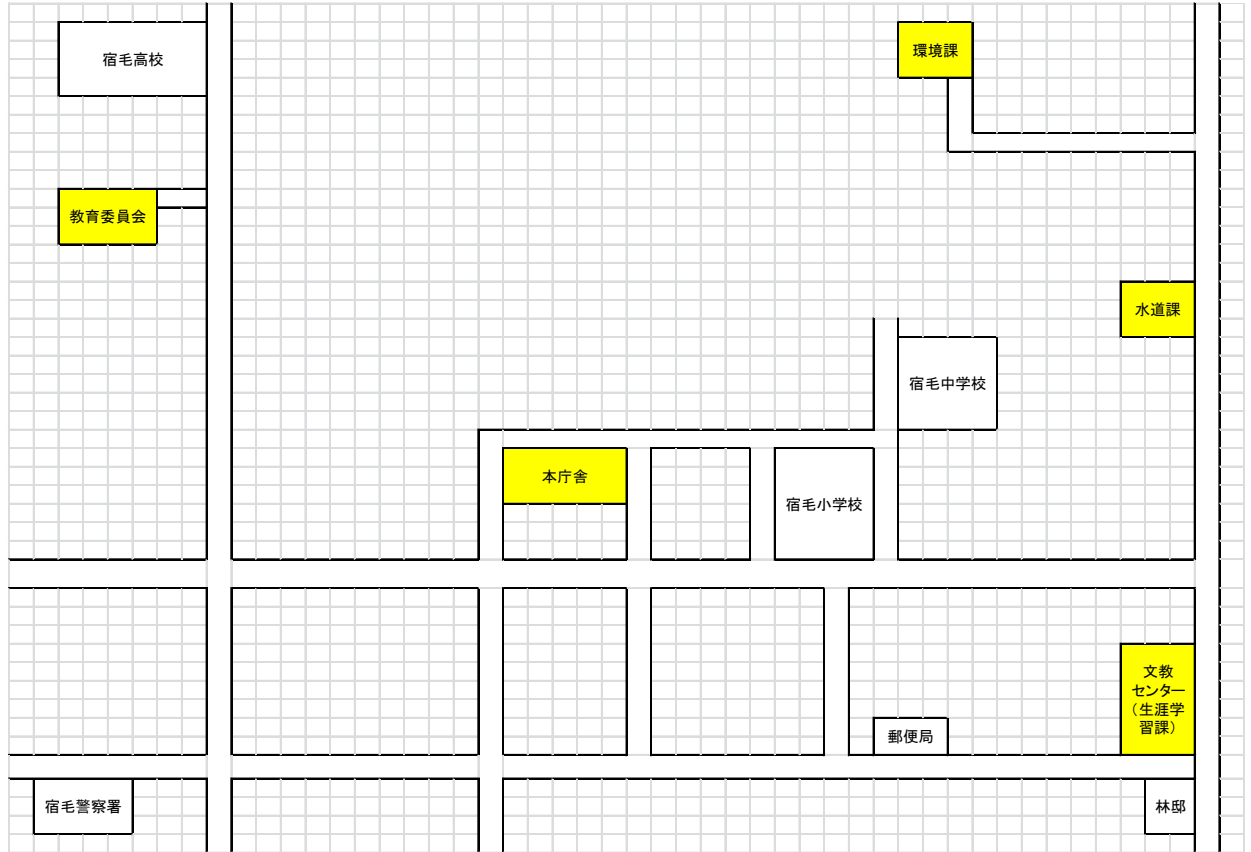 宿毛高校
環境課
教育委員会
水道課
宿毛中学校
本庁舎
宿毛小学校
文教
センター
(生涯学
習課)
郵便局
宿毛警察署
林邸